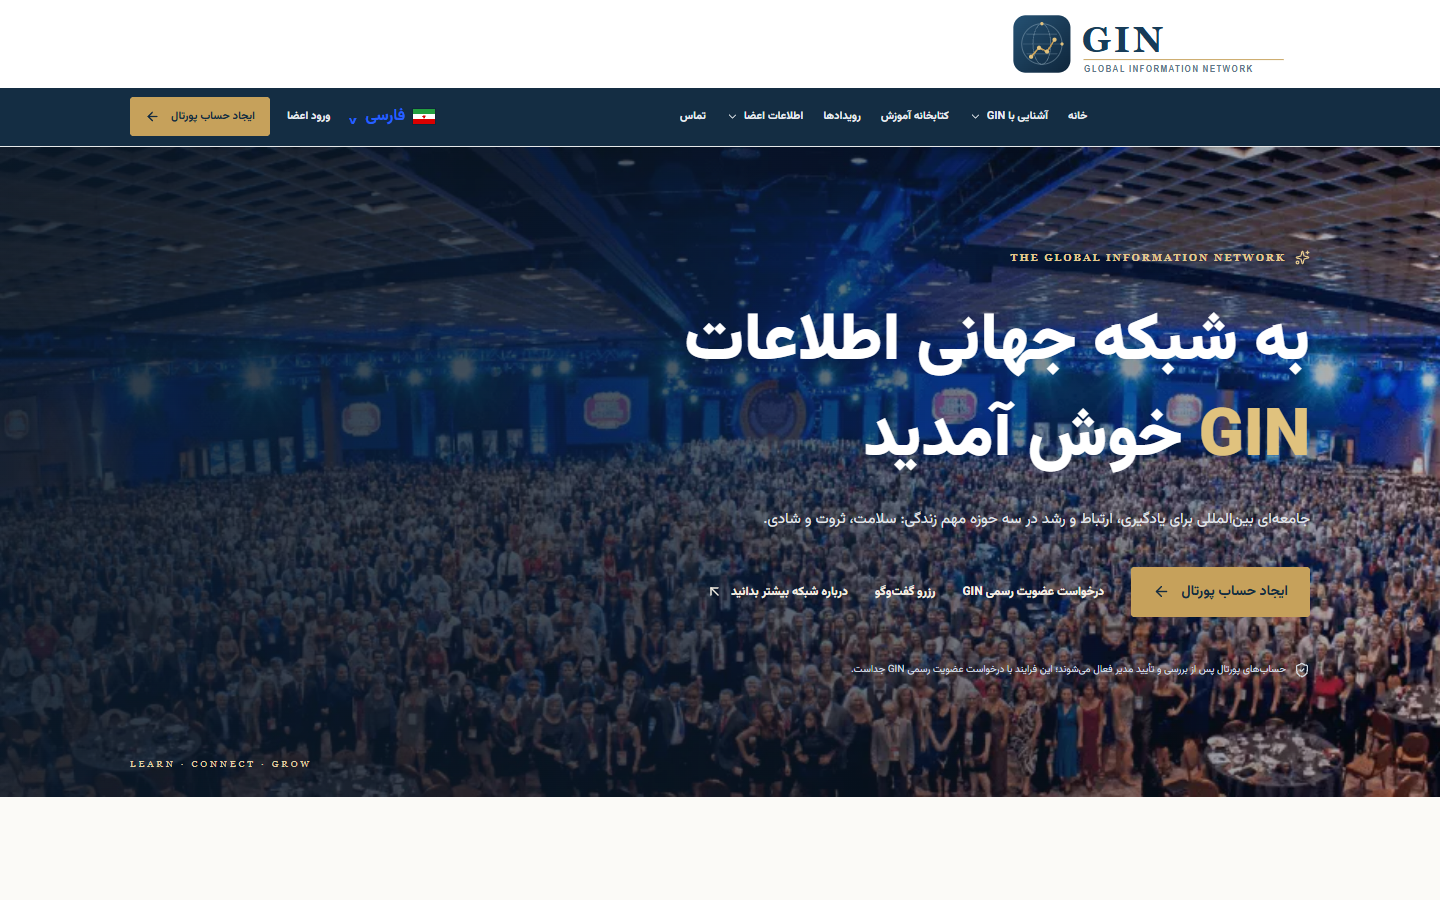 GIN
GLOBAL INFORMATION NETWORK
خانه
آشنایی با GIN
کتابخانه آموزش
رویدادها
اطلاعات اعضا
تماس
فارسی
ورود اعضا
ایجاد حساب پورتال
THE GLOBAL INFORMATION NETWORK
به شبکه جهانی اطلاعات
GIN خوش آمدید
جامعه‌ای بین‌المللی برای یادگیری، ارتباط و رشد در سه حوزه مهم زندگی: سلامت، ثروت و شادی.
ایجاد حساب پورتال
درخواست عضویت رسمی GIN
رزرو گفت‌وگو
درباره شبکه بیشتر بدانید
حساب‌های پورتال پس از بررسی و تأیید مدیر فعال می‌شوند؛ این فرایند با درخواست عضویت رسمی GIN جداست.
LEARN · CONNECT · GROW